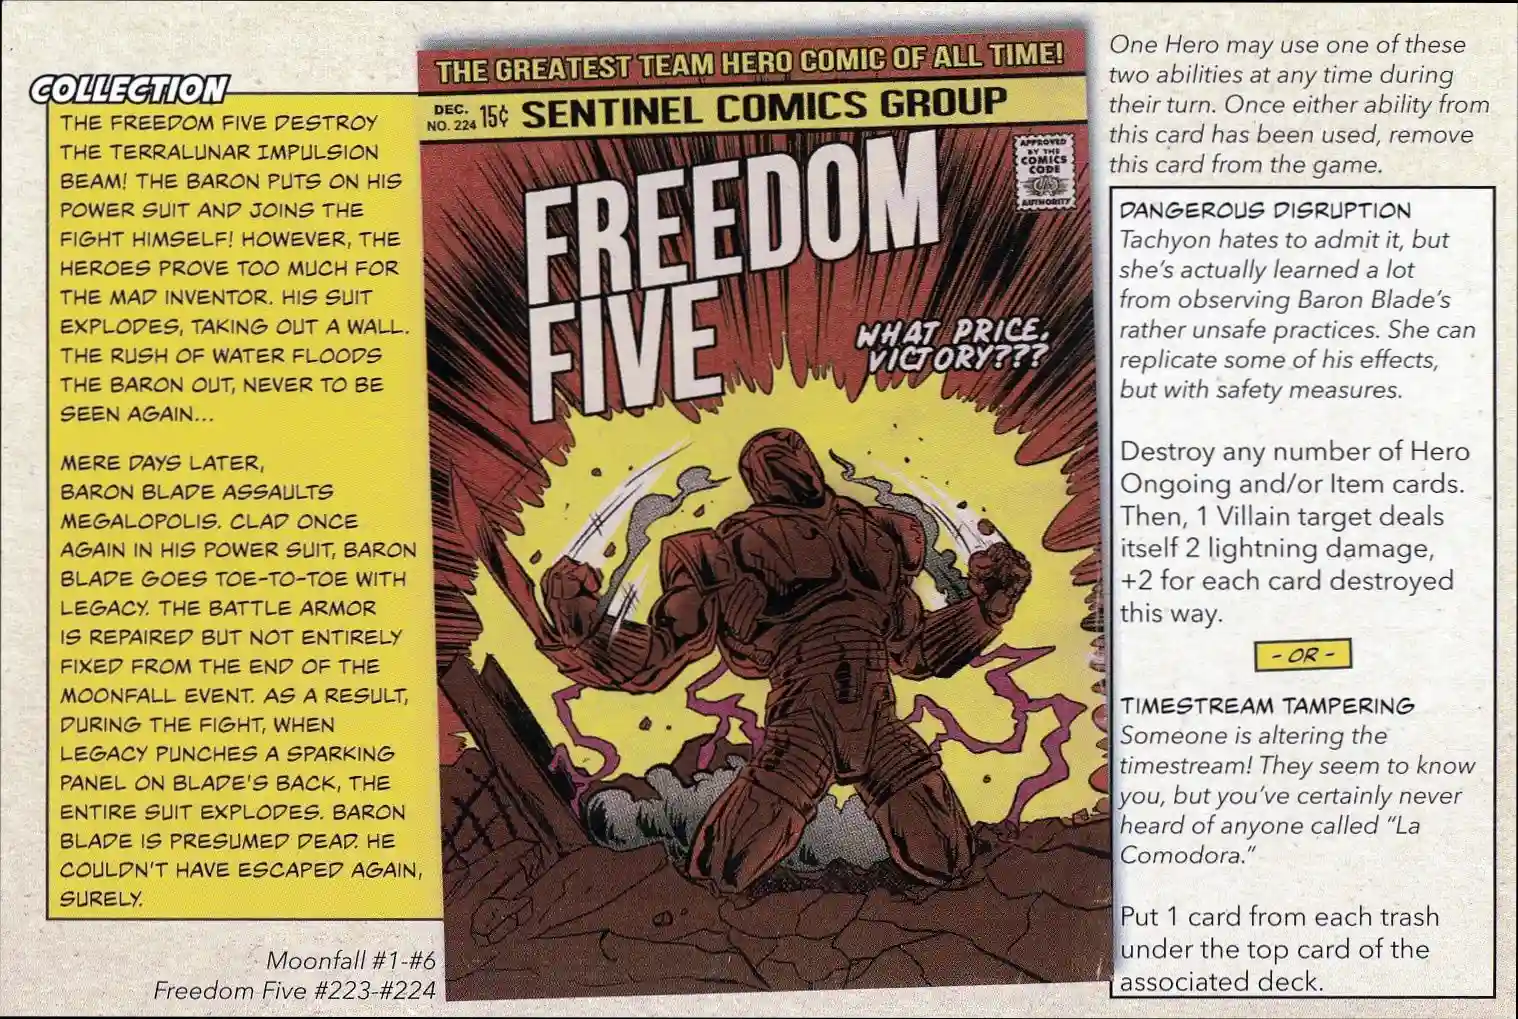 COLLECTION
THE FREEDOM FIVE DESTROY
THE TERRALUNAR IMPULSION
BEAM! THE BARON PUTS ON HIS
POWER SUIT AND JOINS THE
FIGHT HIMSELF! HOWEVER, THE
HEROES PROVE TOO MUCH FOR
THE MAD INVENTOR. HIS SUIT
EXPLODES, TAKING OUT A WALL.
THE RUSH OF WATER FLOODS
THE BARON OUT, NEVER TO BE
SEEN AGAIN...
MERE DAYS LATER,
BARON BLADE ASSAULTS
MEGALOPOLIS. CLAD ONCE
AGAIN IN HIS POWER SUIT, BARON
BLADE GOES TOE-TO-TOE WITH
LEGACY. THE BATTLE ARMOR
IS REPAIRED BUT NOT ENTIRELY
FIXED FROM THE END OF THE
MOONFALL EVENT. AS A RESULT,
DURING THE FIGHT, WHEN
LEGACY PUNCHES A SPARKING
PANEL ON BLADE'S BACK, THE
ENTIRE SUIT EXPLODES. BARON
BLADE IS PRESUMED DEAD. HE
COULDN'T HAVE ESCAPED AGAIN,
SURELY.
Moonfall #1-#6
Freedom Five #223-#224
THE GREATEST TEAM HERO COMIC OF ALL TIME!
DEC.
NO. 224
15¢
SENTINEL COMICS GROUP
APPROVED
BY THE
COMICS
CODE
AUTHORITY
FREEDOM
FIVE
WHAT PRICE,
VICTORY???
One Hero may use one of these
two abilities at any time during
their turn. Once either ability from
this card has been used, remove
this card from the game.
DANGEROUS DISRUPTION
Tachyon hates to admit it, but
she's actually learned a lot
from observing Baron Blade's
rather unsafe practices. She can
replicate some of his effects,
but with safety measures.
Destroy any number of Hero
Ongoing and/or Item cards.
Then, 1 Villain target deals
itself 2 lightning damage,
+2 for each card destroyed
this way.
- OR -
TIMESTREAM TAMPERING
Someone is altering the
timestream! They seem to know
you, but you've certainly never
heard of anyone called "La
Comodora."
Put 1 card from each trash
under the top card of the
associated deck.